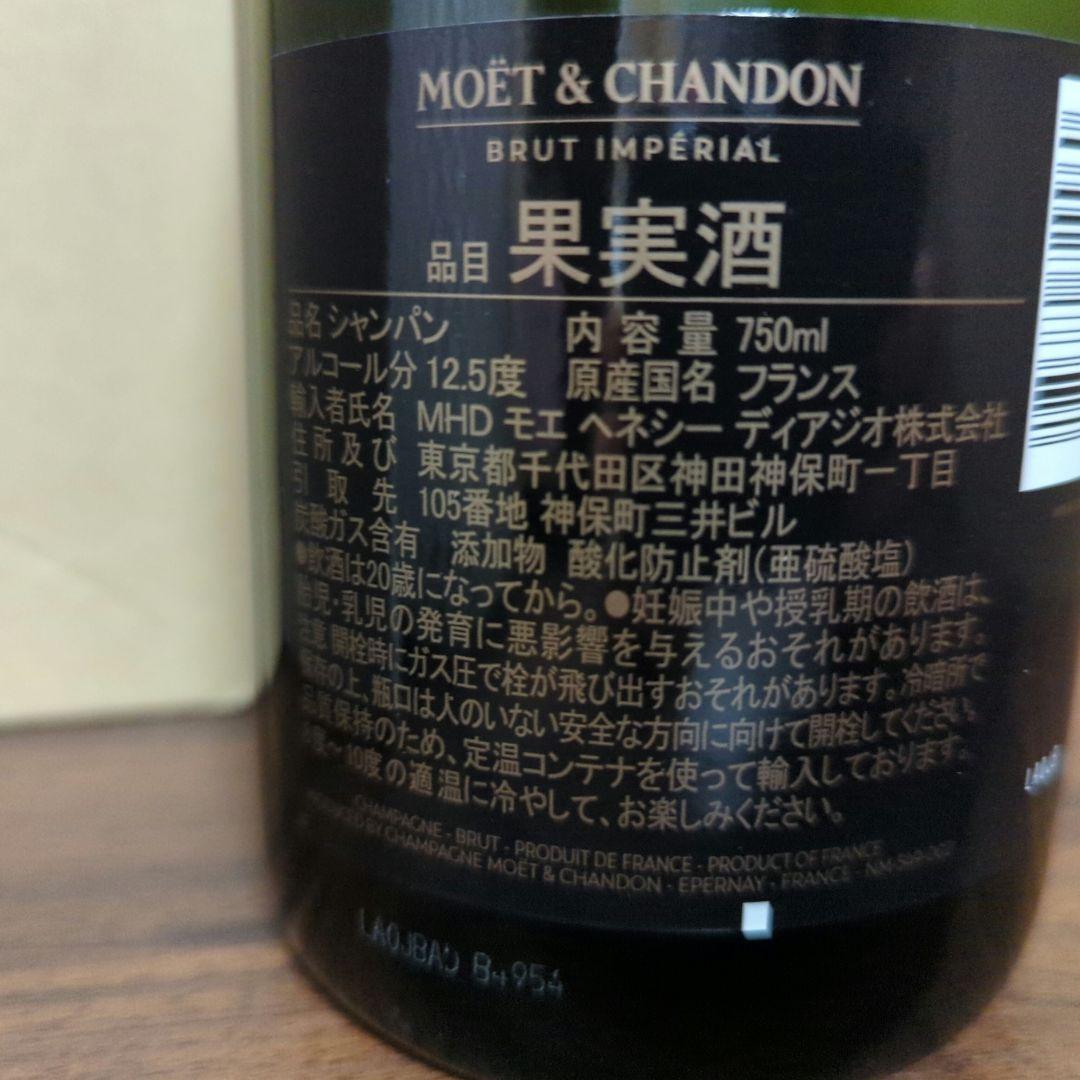 MOËT & CHANDON
BRUT IMPÉRIAL
品目 果実酒
品名 シャンパン 内容量 750ml
アルコール分 12.5度 原産国名 フランス
輸入者氏名 MHD モエ ヘネシー ディアジオ株式会社
住所及び 東京都千代田区神田神保町一丁目
引取先 105番地 神保町三井ビル
炭酸ガス含有 添加物 酸化防止剤(亜硫酸塩)
●飲酒は20歳になってから。●妊娠中や授乳期の飲酒は、
胎児・乳児の発育に悪影響を与えるおそれがあります。
注意 開栓時にガス圧で栓が飛び出すおそれがあります。冷暗所で
保存の上、瓶口は人のいない安全な方向に向けて開栓してください。
品質保持のため、定温コンテナを使って輸入しております。
度～10度の適温に冷やして、お楽しみください。
CHAMPAGNE - BRUT - PRODUIT DE FRANCE - PRODUCT OF FRANCE
PRODUCED BY CHAMPAGNE MOËT & CHANDON - EPERNAY - FRANCE -
B4954